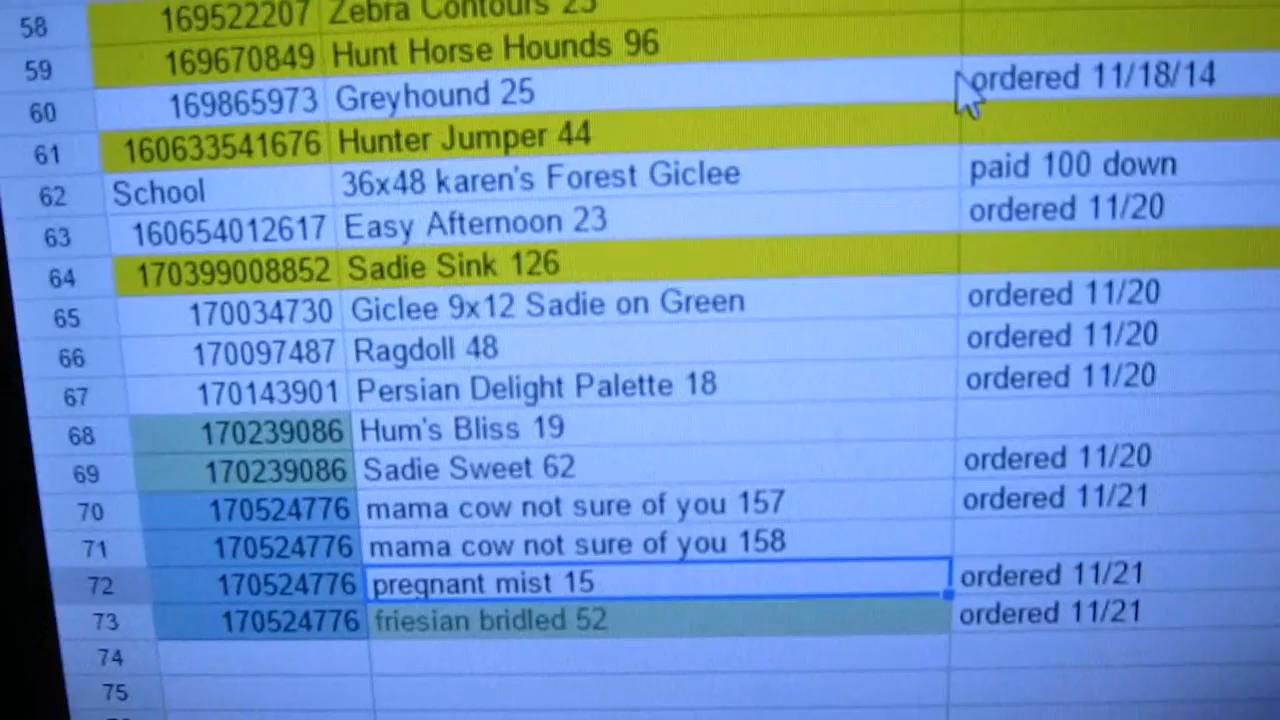 58 169522207 Zebra Contours 23
59 169670849 Hunt Horse Hounds 96
60 169865973 Greyhound 25 ordered 11/18/14
61 160633541676 Hunter Jumper 44
62 School 36x48 karen's Forest Giclee paid 100 down
63 160654012617 Easy Afternoon 23 ordered 11/20
64 170399008852 Sadie Sink 126
65 170034730 Giclee 9x12 Sadie on Green ordered 11/20
66 170097487 Ragdoll 48 ordered 11/20
67 170143901 Persian Delight Palette 18 ordered 11/20
68 170239086 Hum's Bliss 19
69 170239086 Sadie Sweet 62 ordered 11/20
70 170524776 mama cow not sure of you 157 ordered 11/21
71 170524776 mama cow not sure of you 158
72 170524776 pregnant mist 15 ordered 11/21
73 170524776 friesian bridled 52 ordered 11/21
74
75